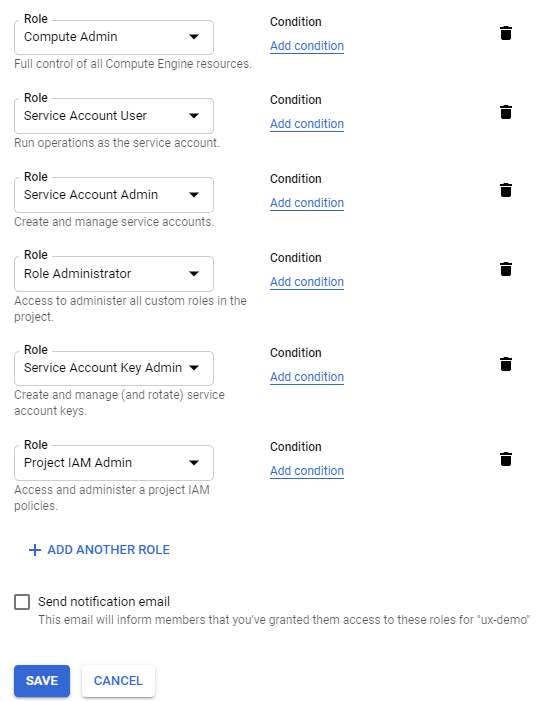 Role
Condition
Compute Admin
Add condition
Full control of all Compute Engine resources.
Role
Condition
Service Account User
Add condition
Run operations as the service account.
Role
Condition
Service Account Admin
Add condition
Create and manage service accounts.
Role
Condition
Role Administrator
Add condition
Access to administer all custom roles in the
project.
Role
Condition
Service Account Key Admin
Add condition
Create and manage (and rotate) service
account keys.
Role
Condition
Project IAM Admin
Add condition
Access and administer a project IAM
policies.
ADD ANOTHER ROLE
Send notification email
This email will inform members that you've granted them access to these roles for "ux-demo"
SAVE
CANCEL